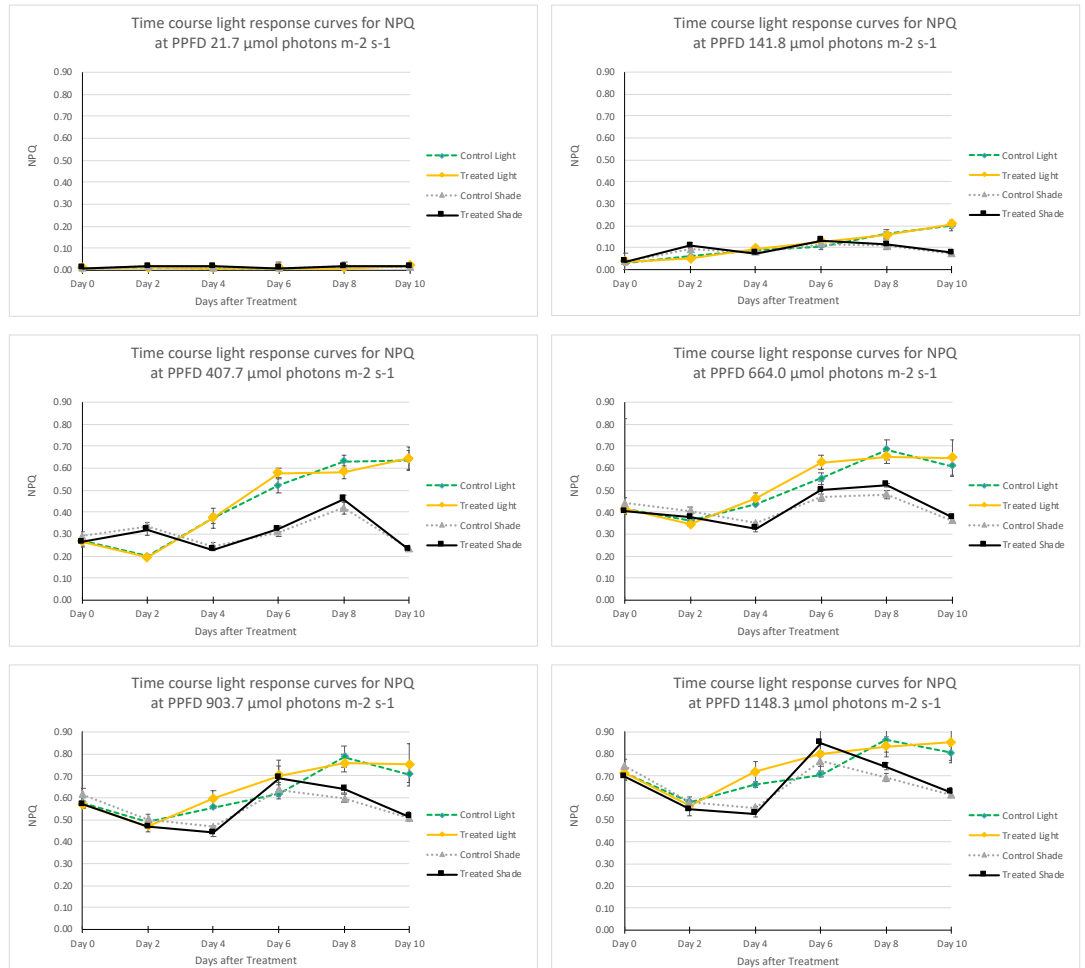 Time course light response curves for NPQ
at PPFD 21.7 µmol photons m-2 s-1
0.90
0.80
0.70
0.60
0.50
0.40
0.30
0.20
0.10
0.00
NPQ
Day 0 Day 2 Day 4 Day 6 Day 8 Day 10
Days after Treatment
Control Light
Treated Light
Control Shade
Treated Shade
Time course light response curves for NPQ
at PPFD 141.8 µmol photons m-2 s-1
0.90
0.80
0.70
0.60
0.50
0.40
0.30
0.20
0.10
0.00
NPQ
Day 0 Day 2 Day 4 Day 6 Day 8 Day 10
Days after Treatment
Control Light
Treated Light
Control Shade
Treated Shade
Time course light response curves for NPQ
at PPFD 407.7 µmol photons m-2 s-1
0.90
0.80
0.70
0.60
0.50
0.40
0.30
0.20
0.10
0.00
NPQ
Day 0 Day 2 Day 4 Day 6 Day 8 Day 10
Days after Treatment
Control Light
Treated Light
Control Shade
Treated Shade
Time course light response curves for NPQ
at PPFD 664.0 µmol photons m-2 s-1
0.90
0.80
0.70
0.60
0.50
0.40
0.30
0.20
0.10
0.00
NPQ
Day 0 Day 2 Day 4 Day 6 Day 8 Day 10
Days after Treatment
Control Light
Treated Light
Control Shade
Treated Shade
Time course light response curves for NPQ
at PPFD 903.7 µmol photons m-2 s-1
0.90
0.80
0.70
0.60
0.50
0.40
0.30
0.20
0.10
0.00
NPQ
Day 0 Day 2 Day 4 Day 6 Day 8 Day 10
Days after Treatment
Control Light
Treated Light
Control Shade
Treated Shade
Time course light response curves for NPQ
at PPFD 1148.3 µmol photons m-2 s-1
0.90
0.80
0.70
0.60
0.50
0.40
0.30
0.20
0.10
0.00
NPQ
Day 0 Day 2 Day 4 Day 6 Day 8 Day 10
Days after Treatment
Control Light
Treated Light
Control Shade
Treated Shade